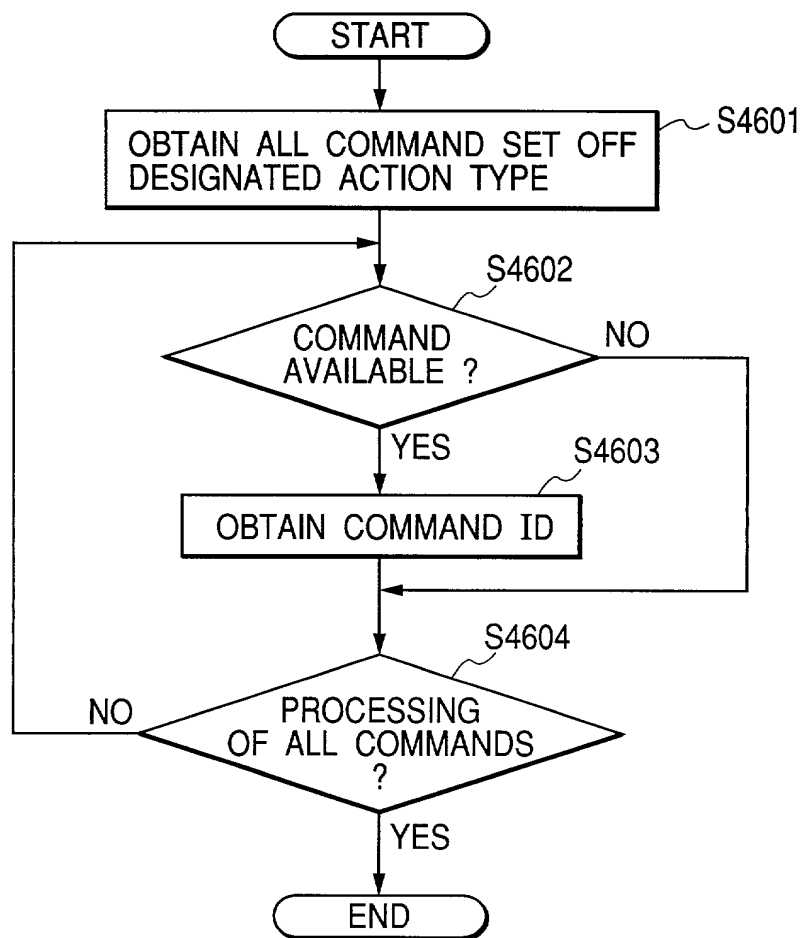 START
S4601
OBTAIN ALL COMMAND SET OFF
DESIGNATED ACTION TYPE
S4602
COMMAND
AVAILABLE ?
NO
YES
S4603
OBTAIN COMMAND ID
S4604
PROCESSING
OF ALL COMMANDS
?
NO
YES
END